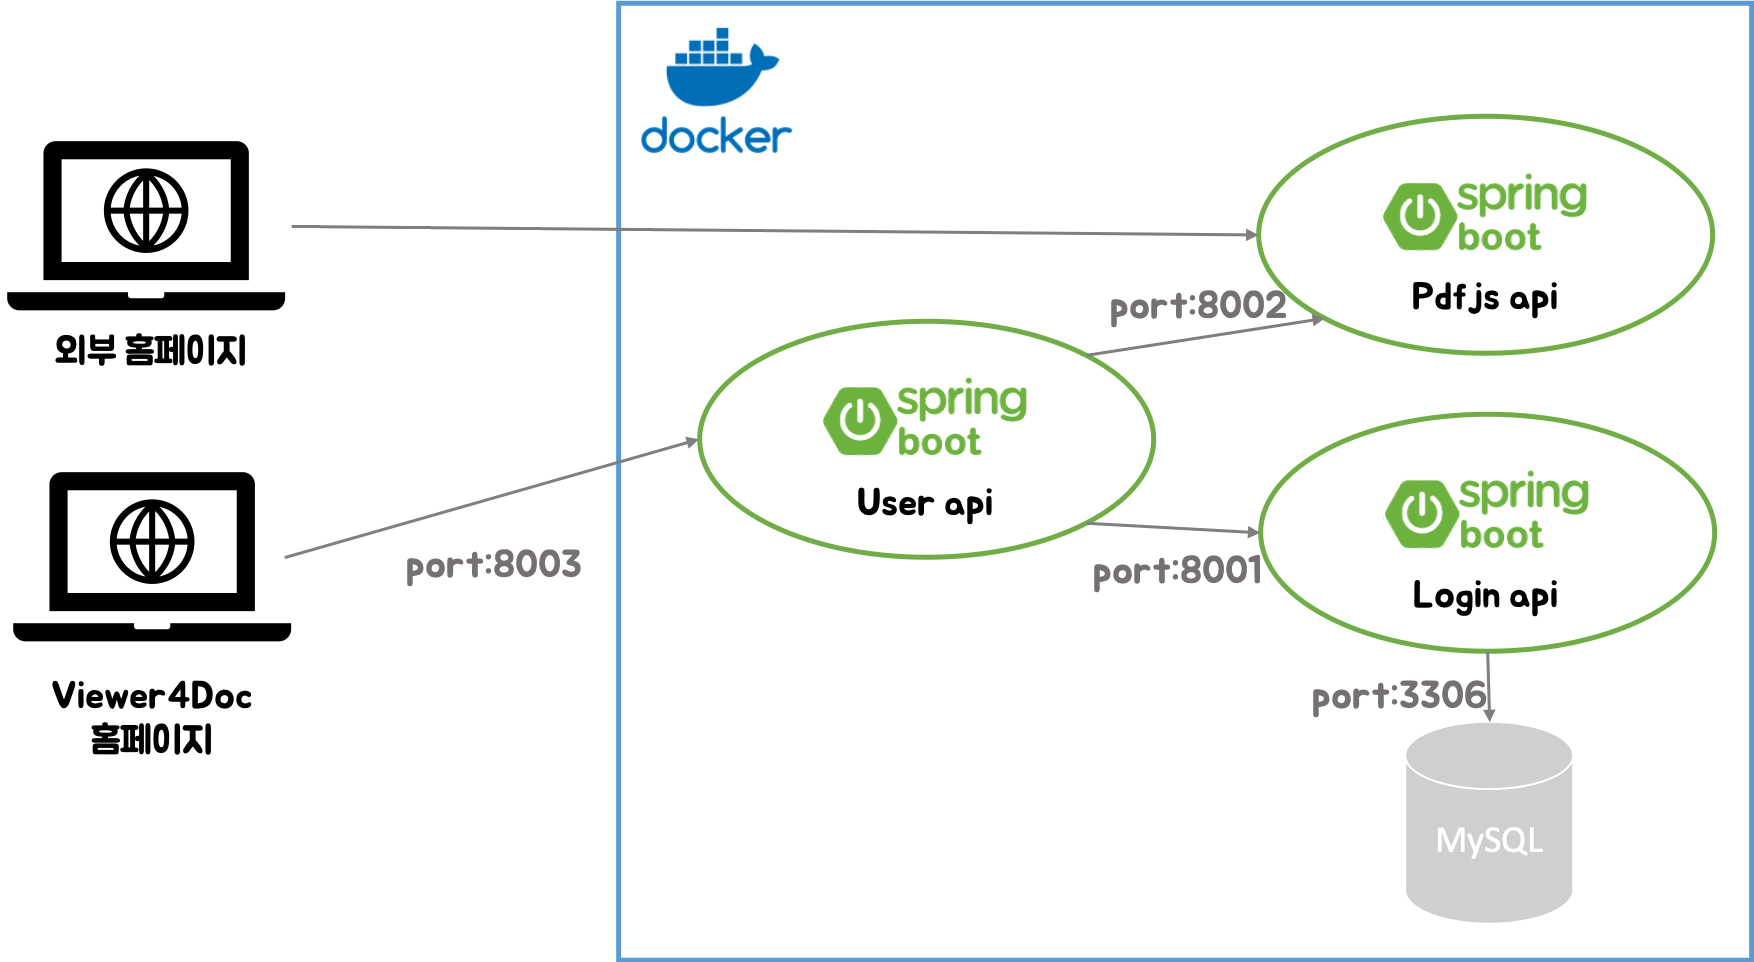 docker
spring
boot
Pdfjs api
외부 홈페이지
port:8002
spring
boot
User api
port:8003
spring
boot
Login api
port:8001
Viewer4Doc
홈페이지
port:3306
MySQL